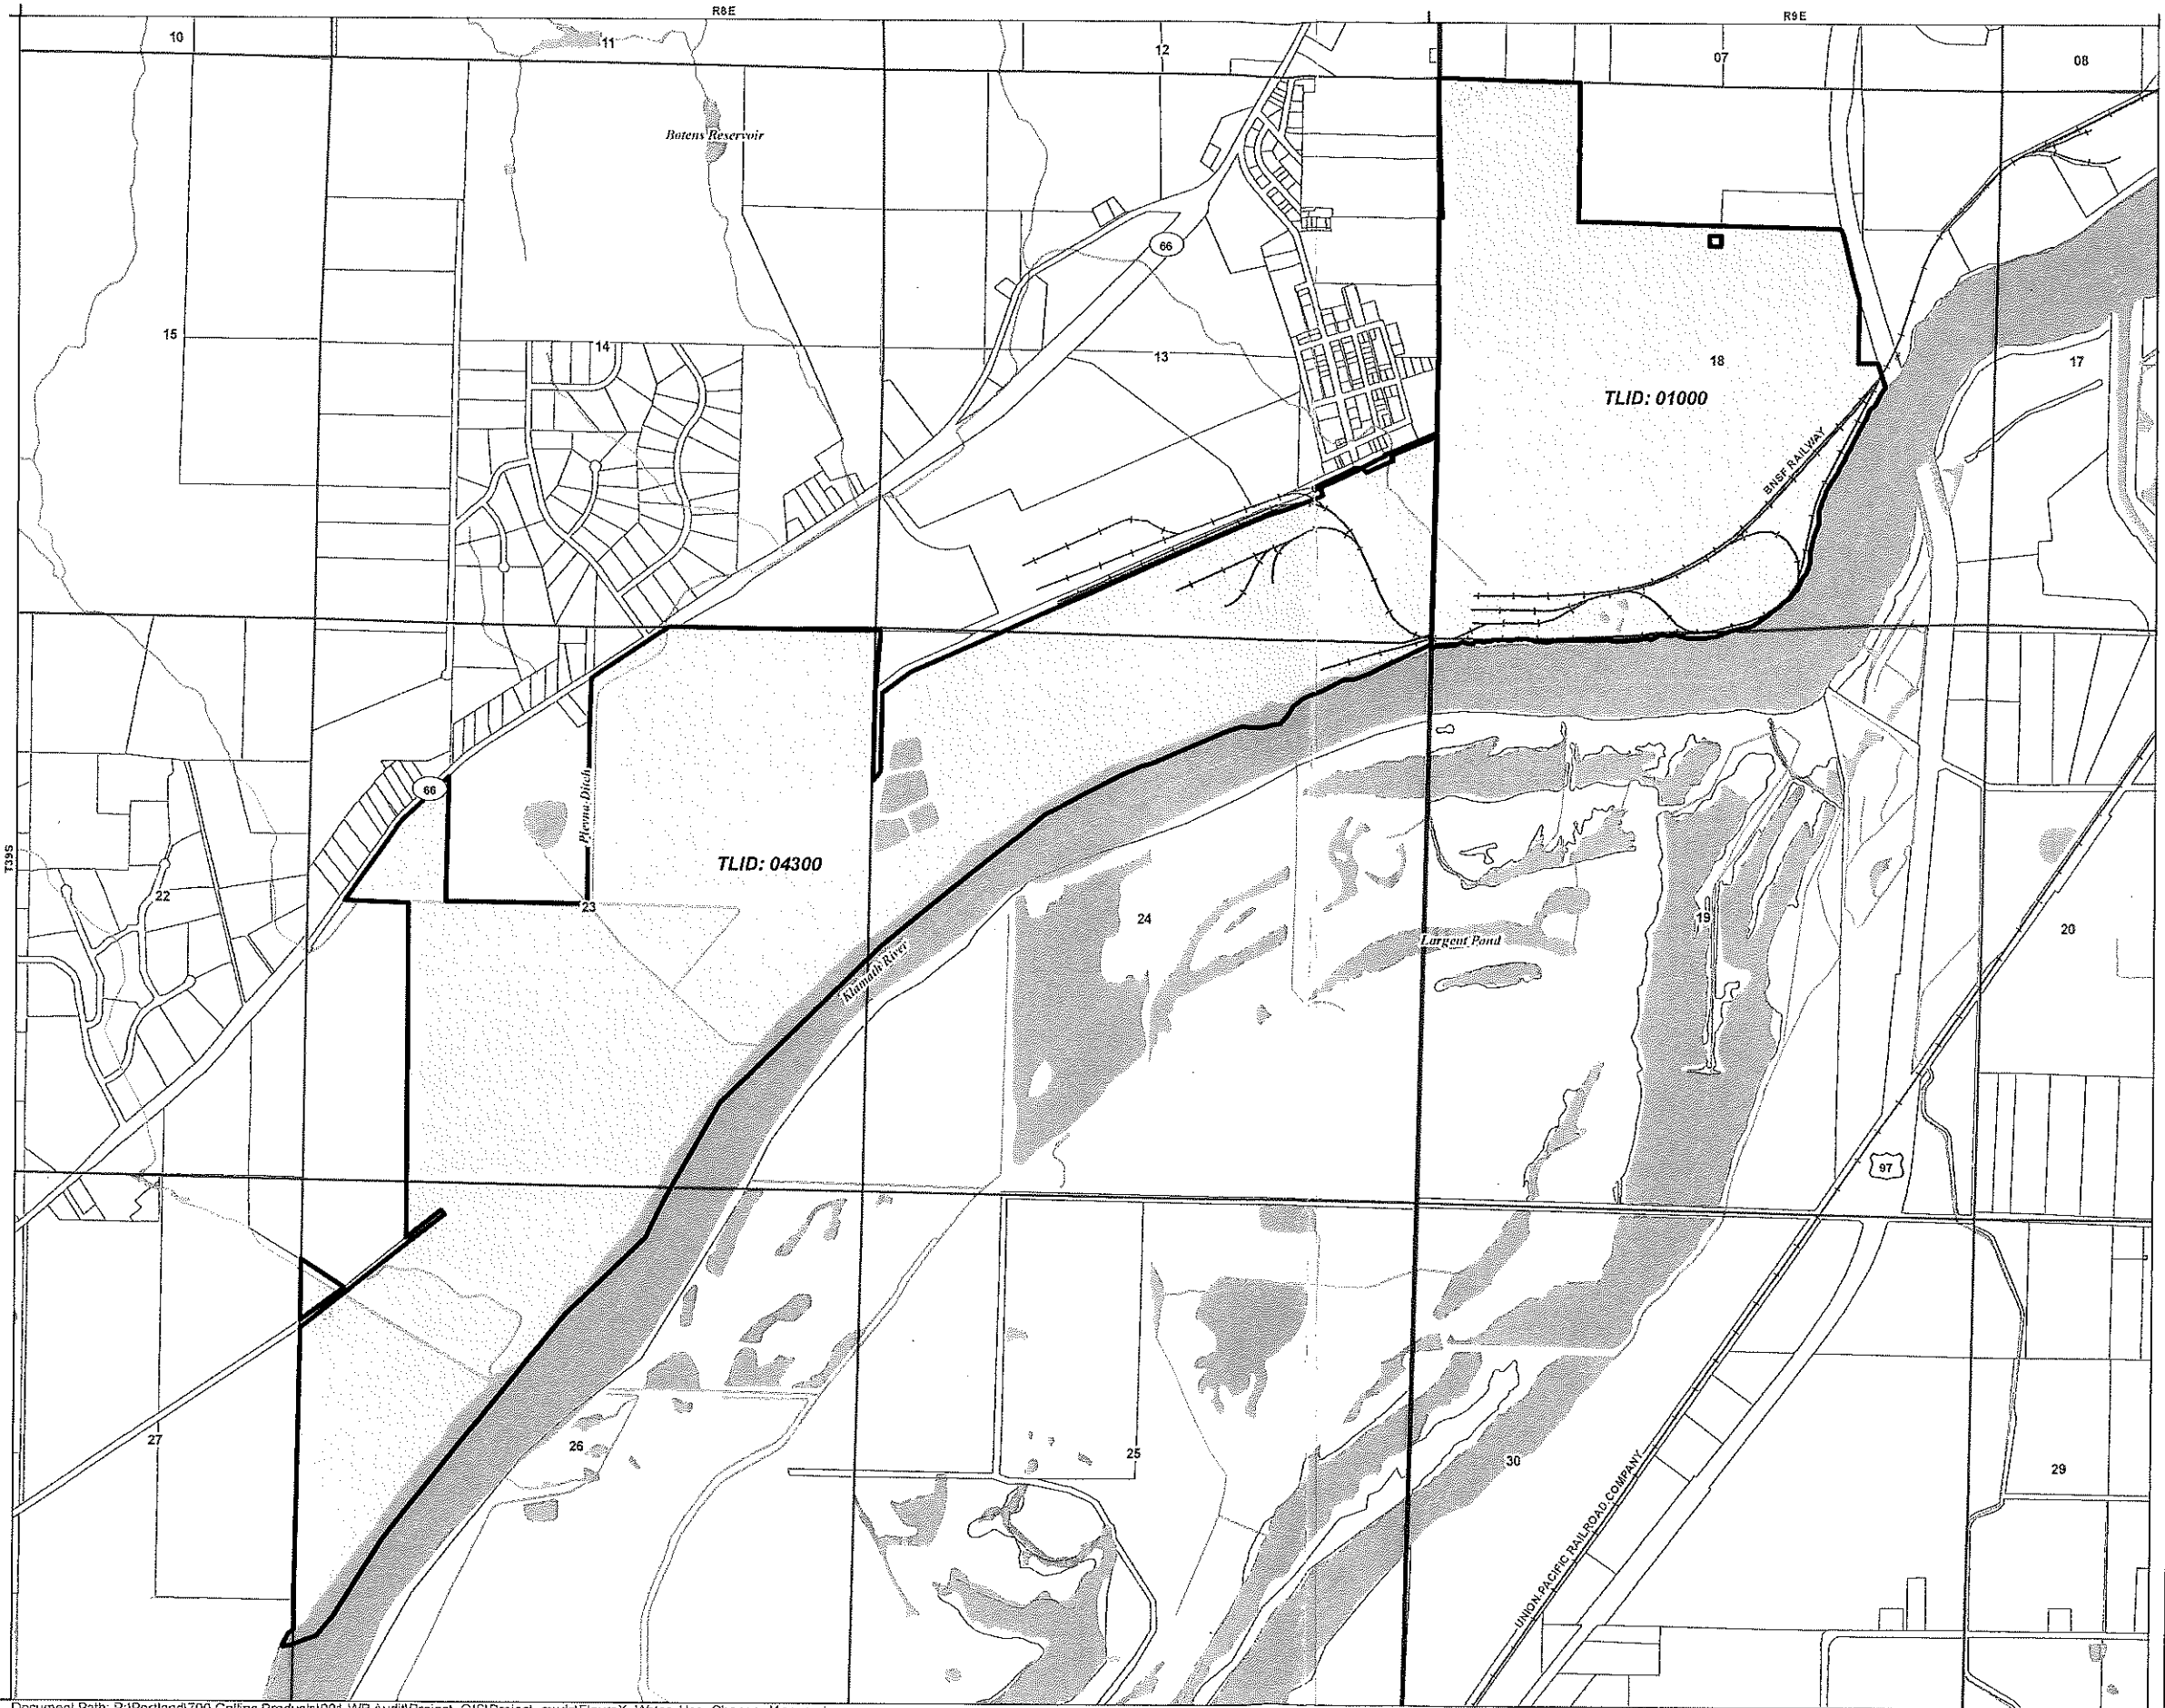 R8E
R9E
10
11
12
07
08
Botens Reservoir
66
15
14
13
18
17
TLID: 01000
BNSF RAILWAY
66
Plevna Ditch
T39S
22
TLID: 04300
23
24
19
20
Largent Pond
Klamath River
97
27
26
25
30
29
UNION PACIFIC RAILROAD COMPANY